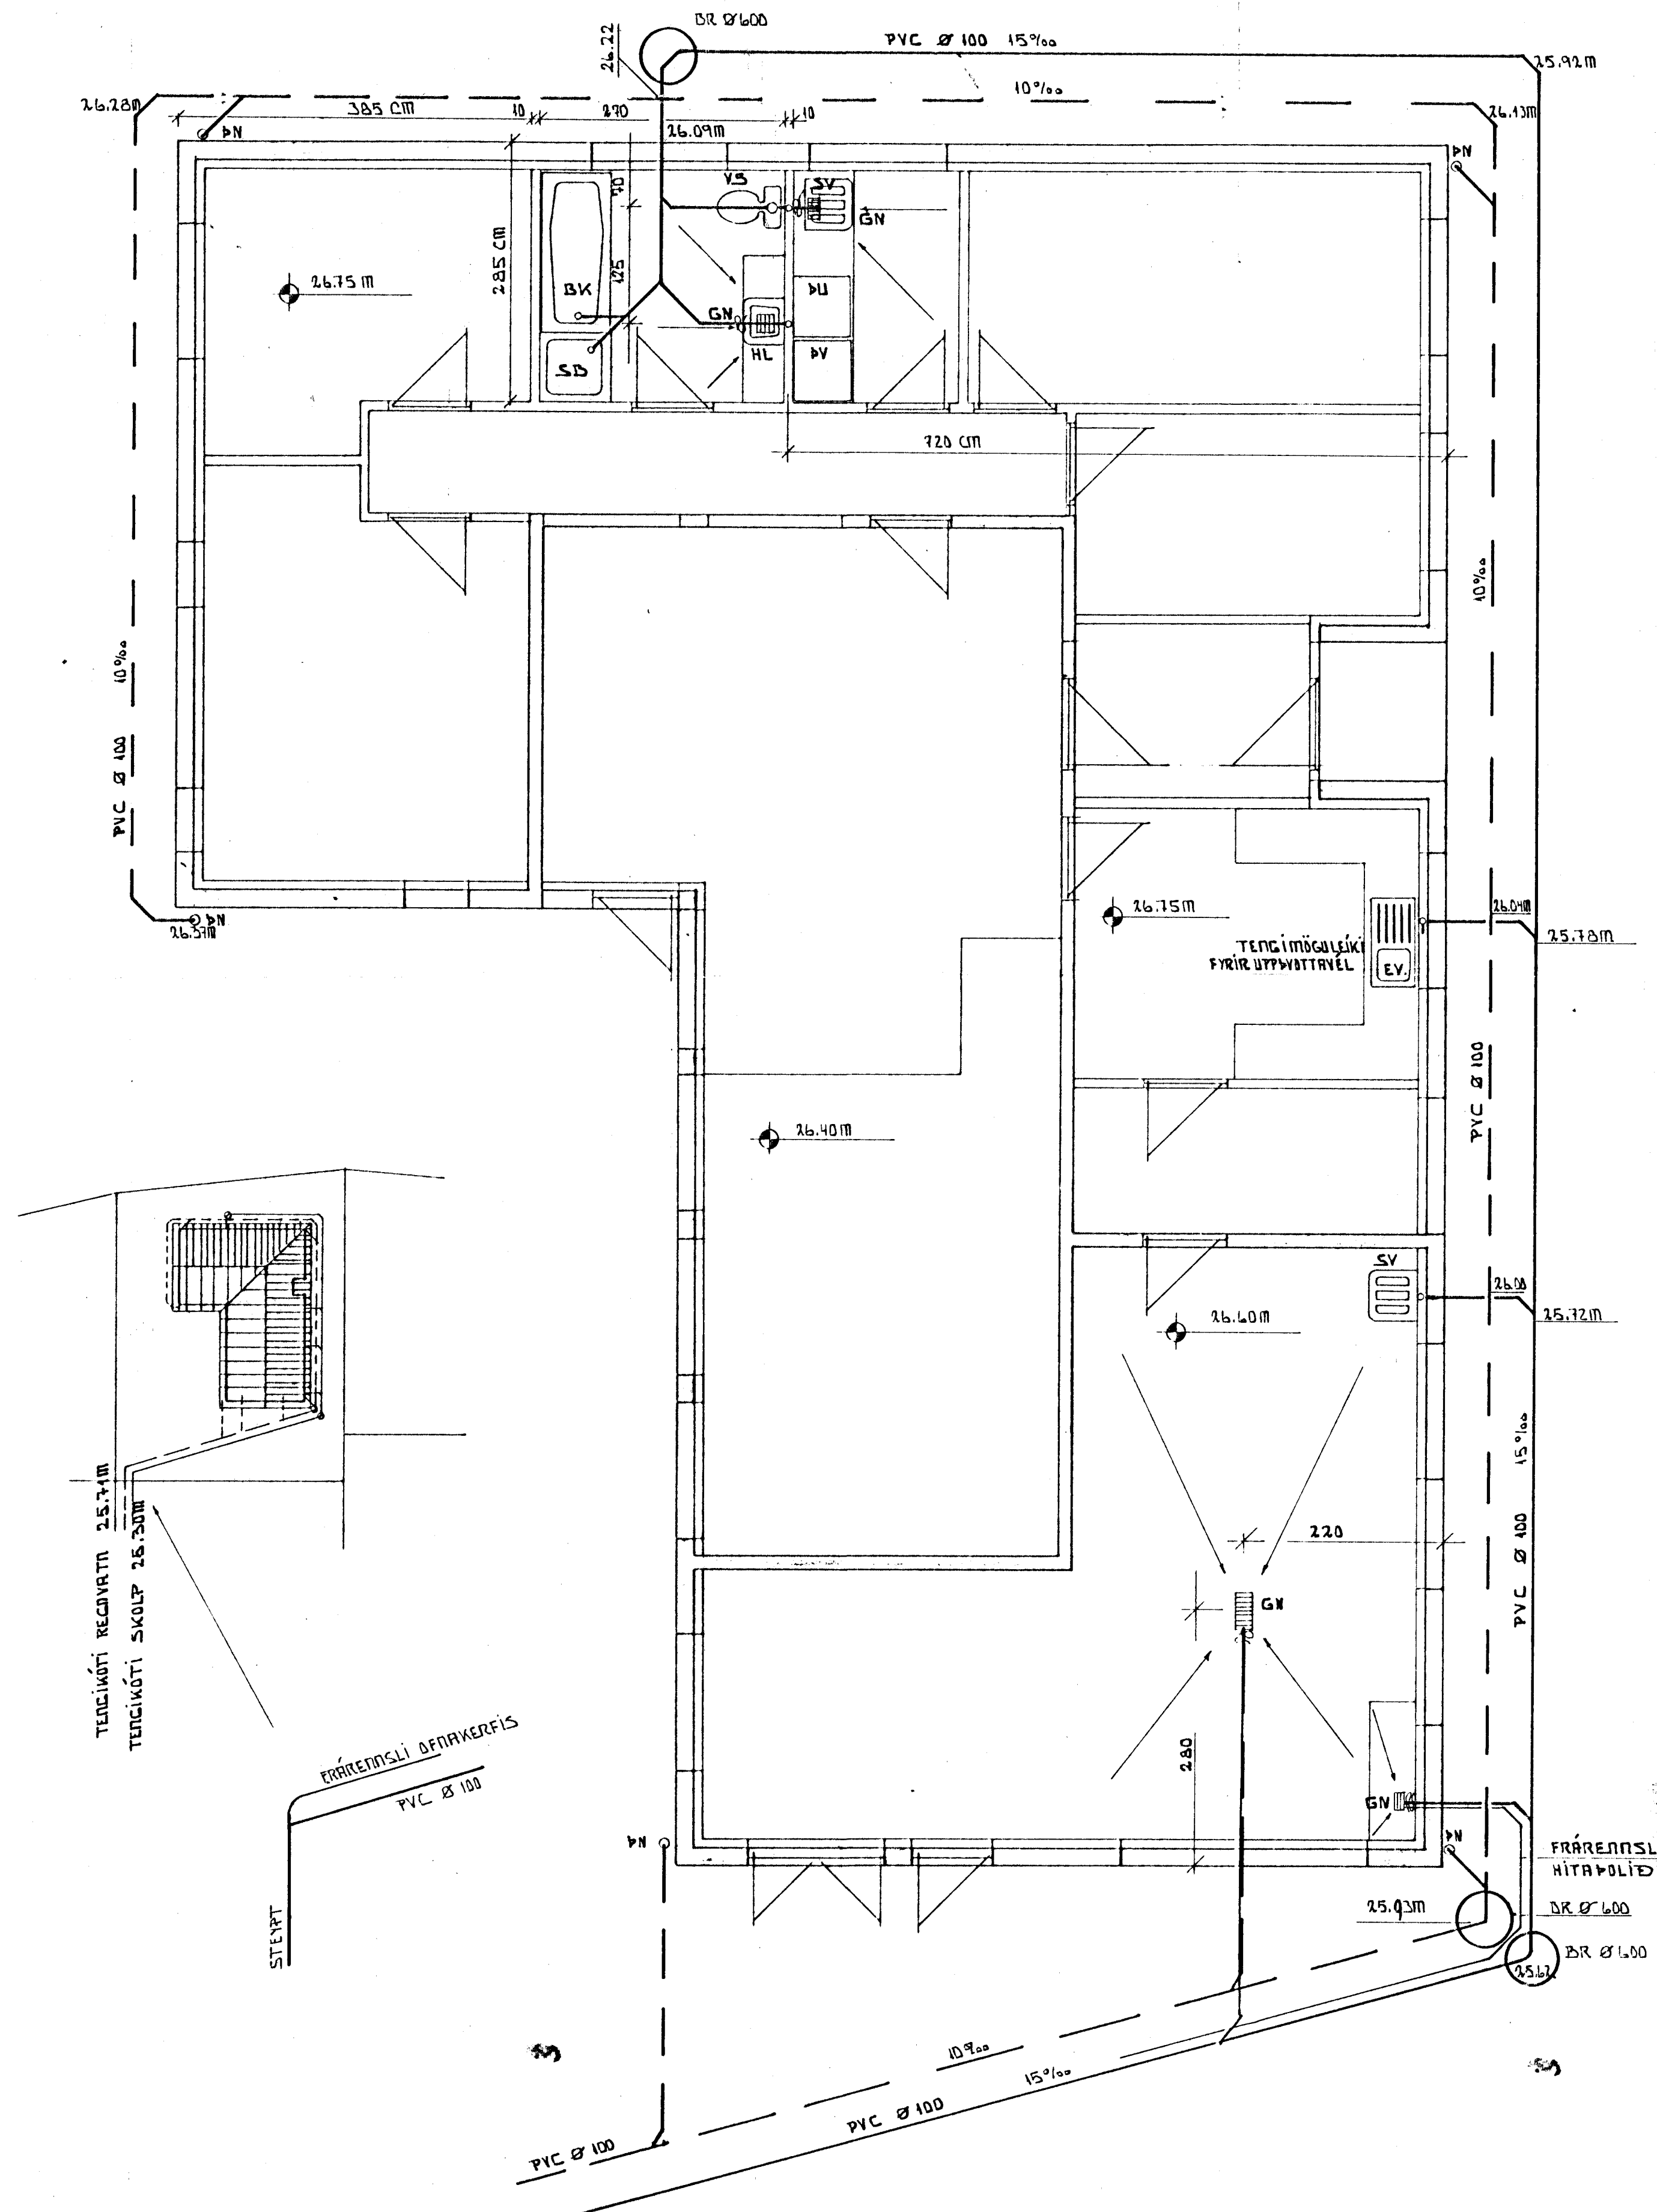 BR Ø 600
26.22
PVC Ø 100 15‰
25.92M
26.28M
385 CM
10
270
10
10‰
26.13M
ÞN
26.09M
ÞN
VS
SV
70
GN
285 CM
26.75 M
125
BK
ÞU
GN
HL
ÞV
SB
720 CM
10‰
10‰
PVC Ø 100
26.75M
26.04M
ÞN
26.37M
25.78M
TENGIMÖGULEIKI
FYRIR UPPÞVOTTAVÉL
EV.
PVC Ø 100
26.40M
SV
26.00
26.60M
25.72M
15‰
PVC Ø 100
220
TENGIKÓTI REGNVATN 25.71M
TENGIKÓTI SKOLP 25.30M
GN
280
FRÁRENNSLI OFNAKERFIS
PVC Ø 100
GN
ÞN
ÞN
FRÁRENNSL
HITAÞOLIÐ
25.93M
BR Ø 600
STEYPT
BR Ø 600
25.62
10‰
15‰
PVC Ø 100
PVC Ø 100